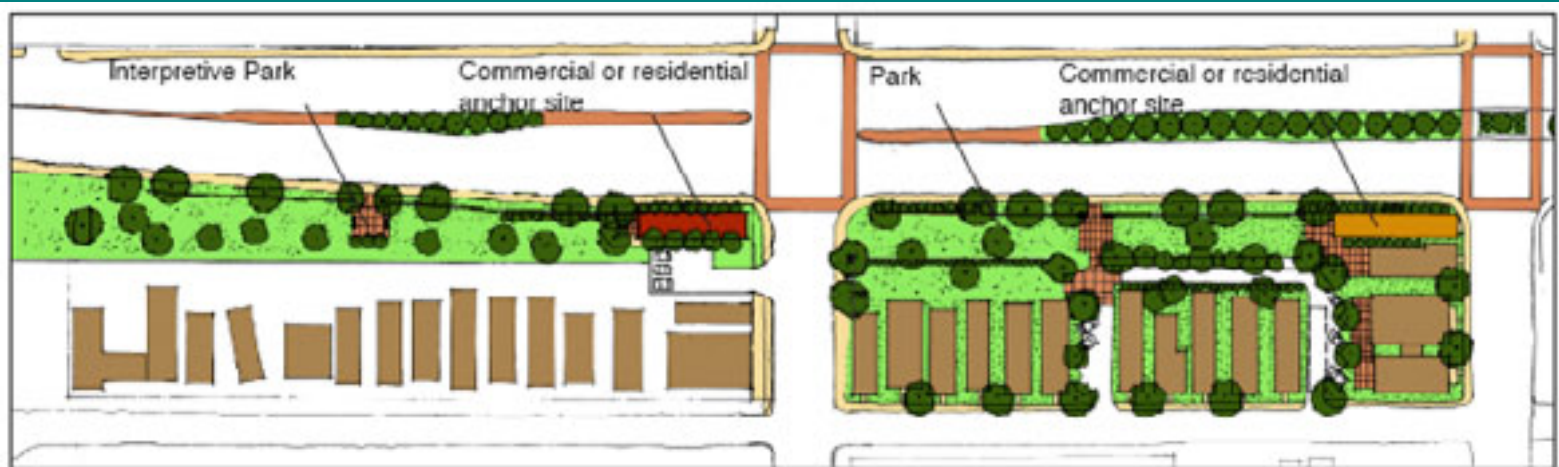 Interpretive Park
Commercial or residential
anchor site
Park
Commercial or residential
anchor site